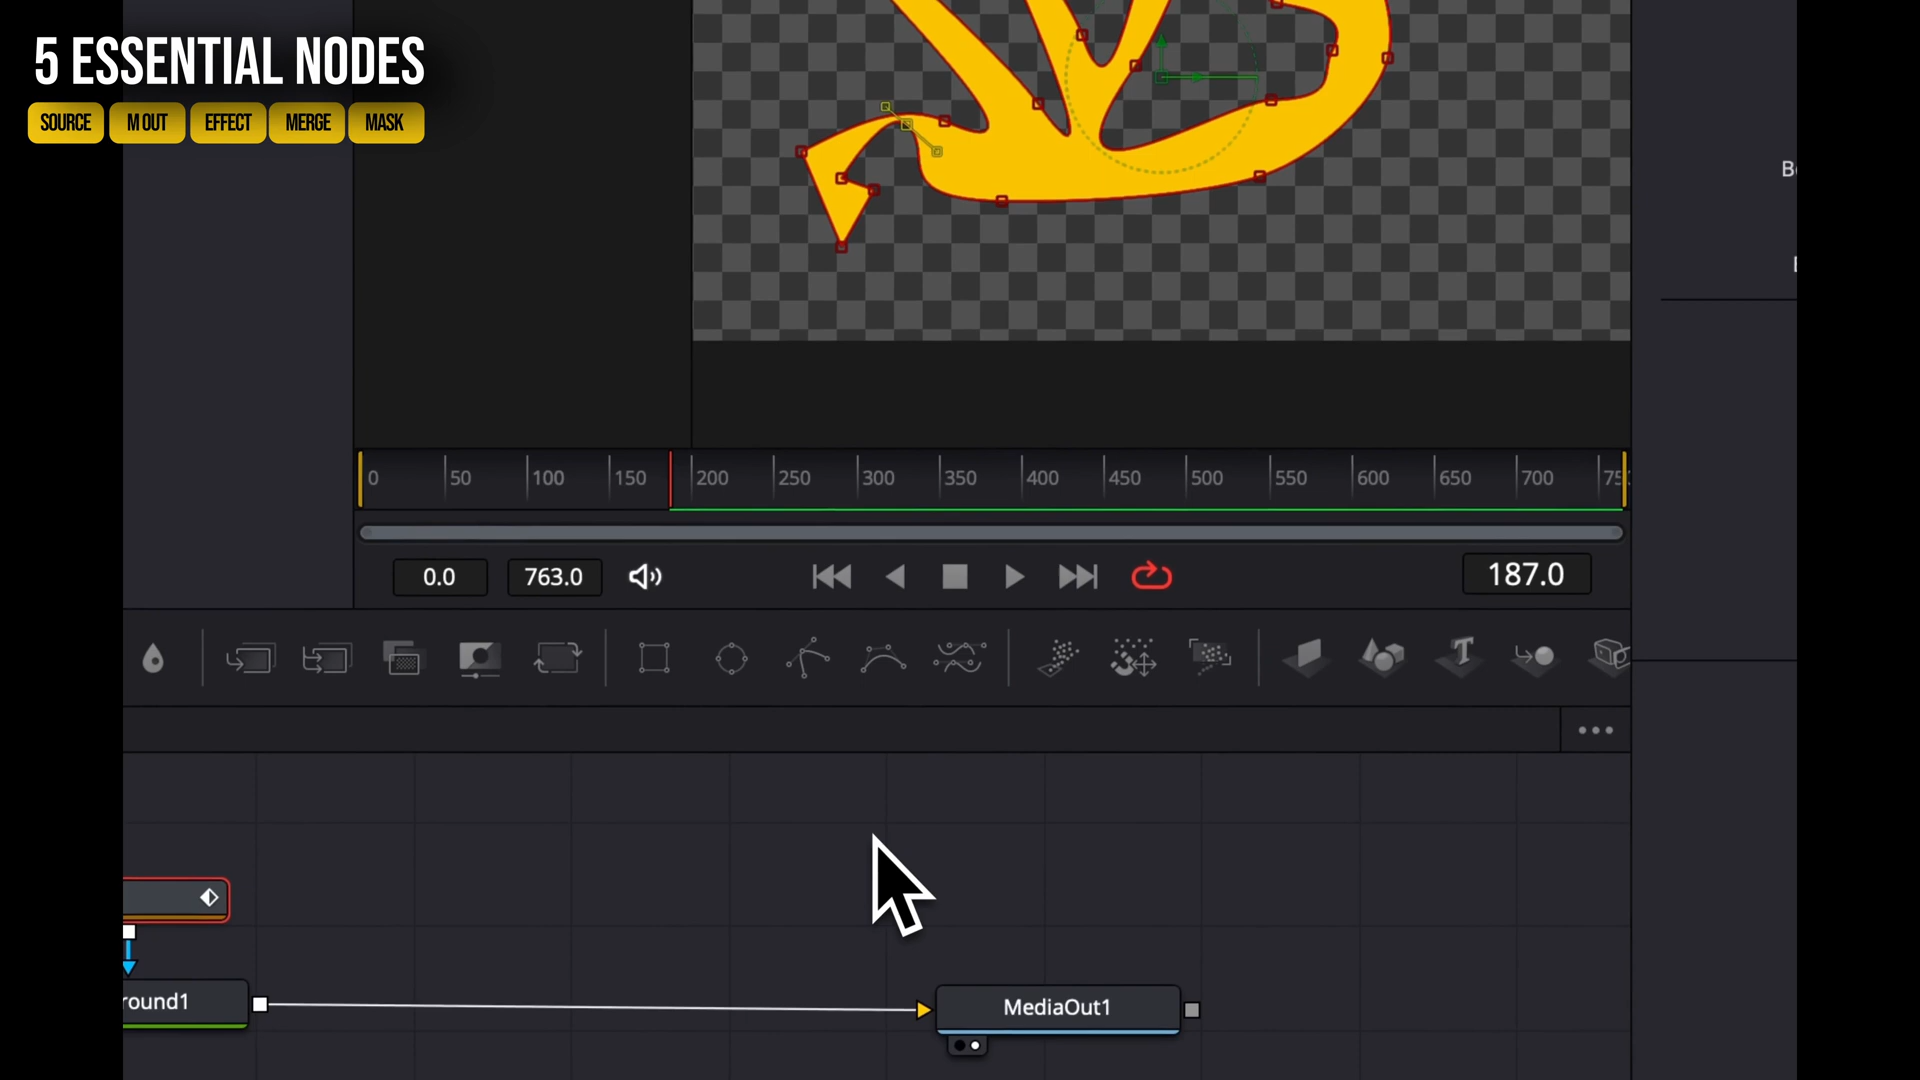 5 ESSENTIAL NODES
SOURCE M OUT EFFECT MERGE MASK
0 50 100 150 200 250 300 350 400 450 500 550 600 650 700
0.0 763.0 187.0
round1
MediaOut1